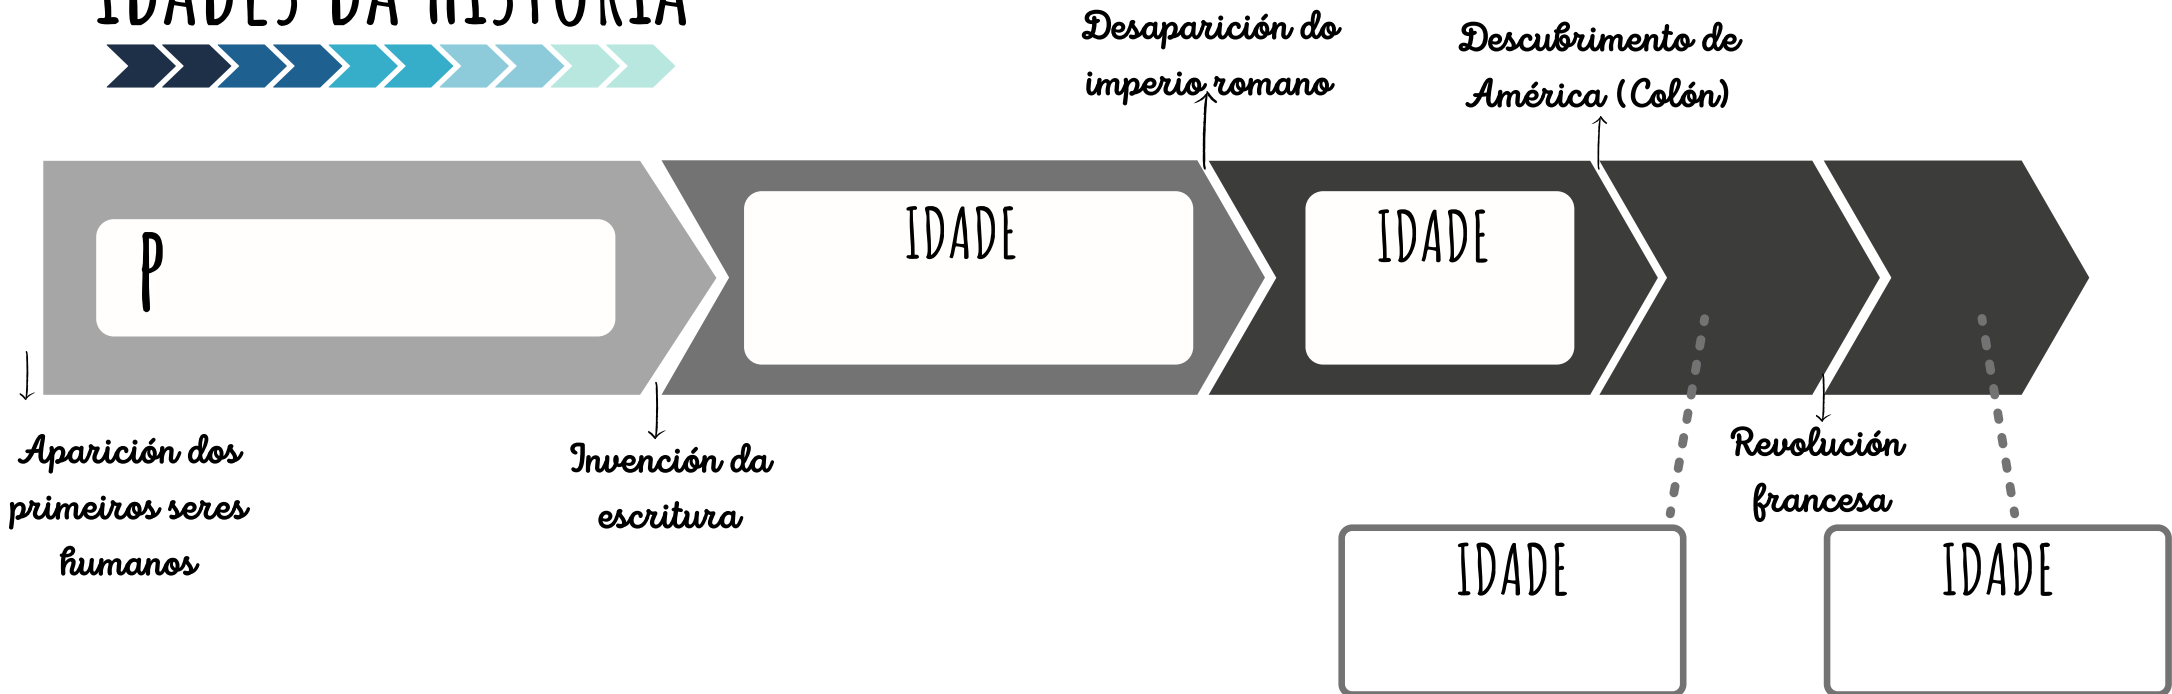 IDADES DA HISTORIA
Desaparición do
imperio romano
Descubrimento de
América (Colón)
P
IDADE
IDADE
Aparición dos
primeiros seres
humanos
Invención da
escritura
Revolución
francesa
IDADE
IDADE